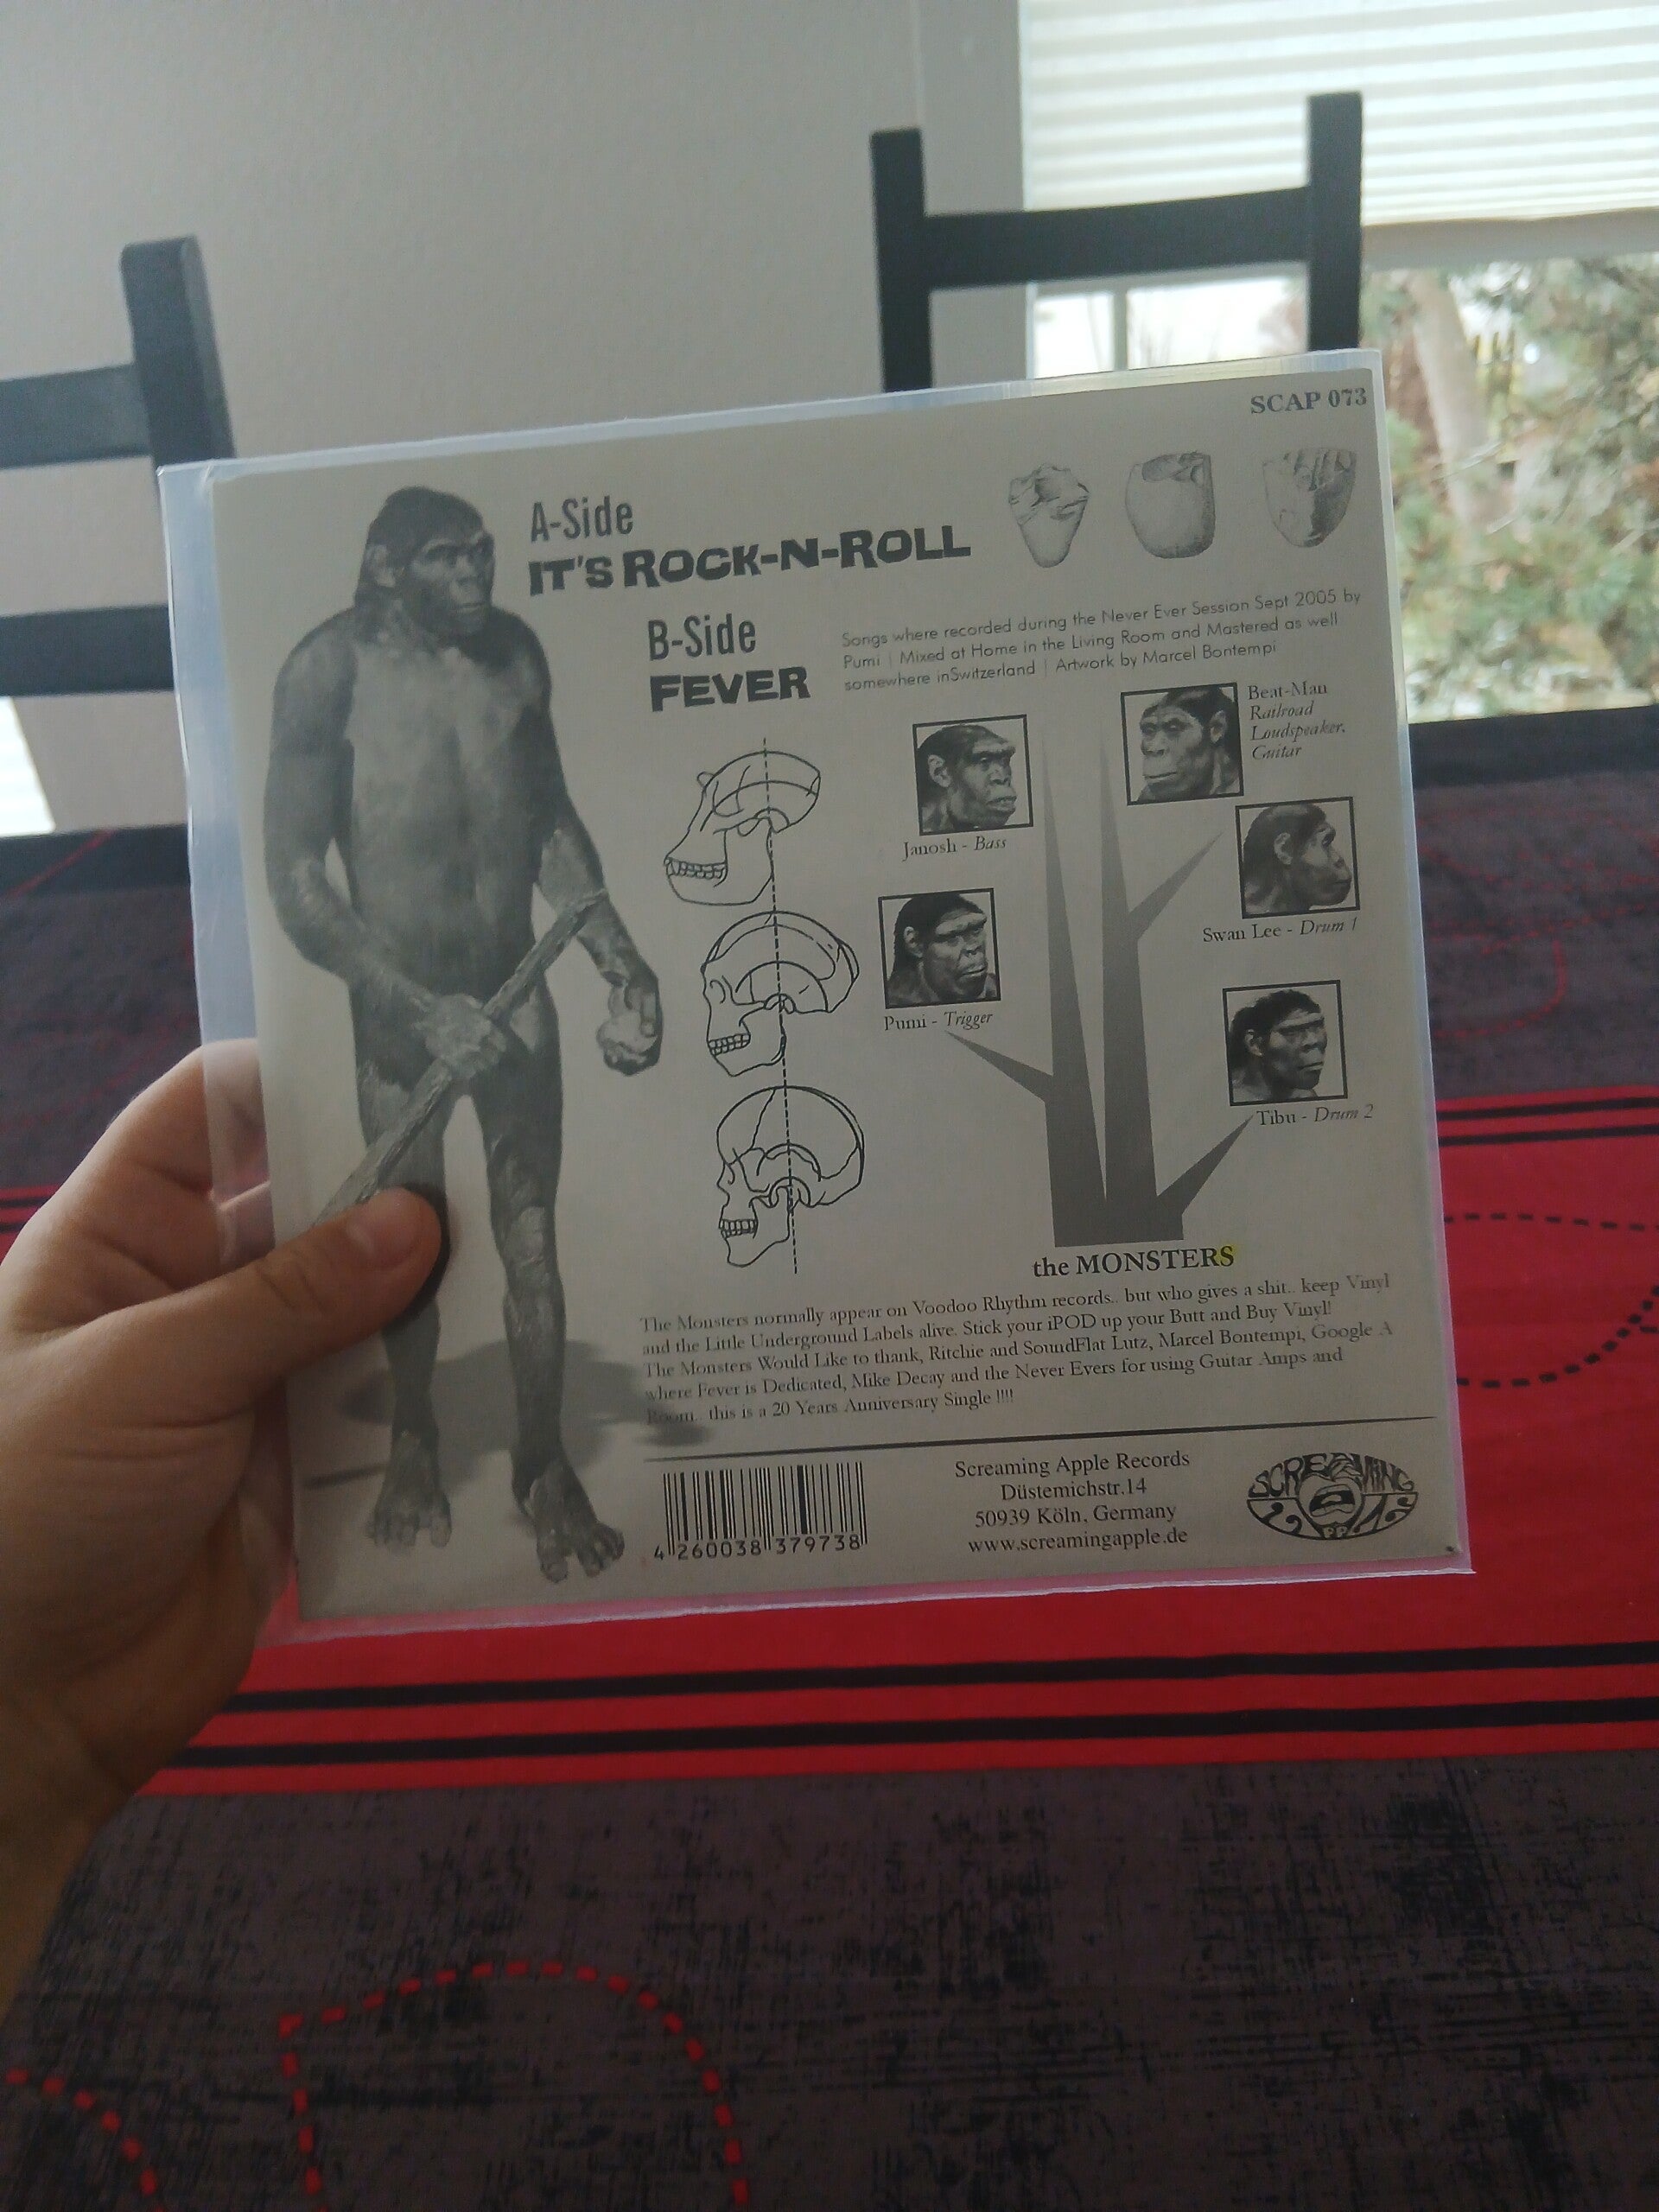 SCAP 073
A-Side
IT'S ROCK-N-ROLL
B-Side
FEVER
Songs where recorded during the Never Ever Session Sept 2005 by
Pumi | Mixed at Home in the Living Room and Mastered as well
somewhere inSwitzerland | Artwork by Marcel Bontempi
Beat-Man
Railroad
Loudspeaker,
Guitar
Janosh - Bass
Swan Lee - Drum 1
Pumi - Trigger
Tibu - Drum 2
the MONSTERS
The Monsters normally appear on Voodoo Rhythm records.. but who gives a shit.. keep Vinyl
and the Little Underground Labels alive. Stick your iPOD up your Butt and Buy Vinyl!
The Monsters Would Like to thank, Ritchie and SoundFlat Lutz, Marcel Bontempi, Google A
where Fever is Dedicated, Mike Decay and the Never Evers for using Guitar Amps and
Room.. this is a 20 Years Anniversary Single !!!!
4 260038 379738
Screaming Apple Records
Düstemichstr.14
50939 Köln, Germany
www.screamingapple.de
SCREAMING
APPLE